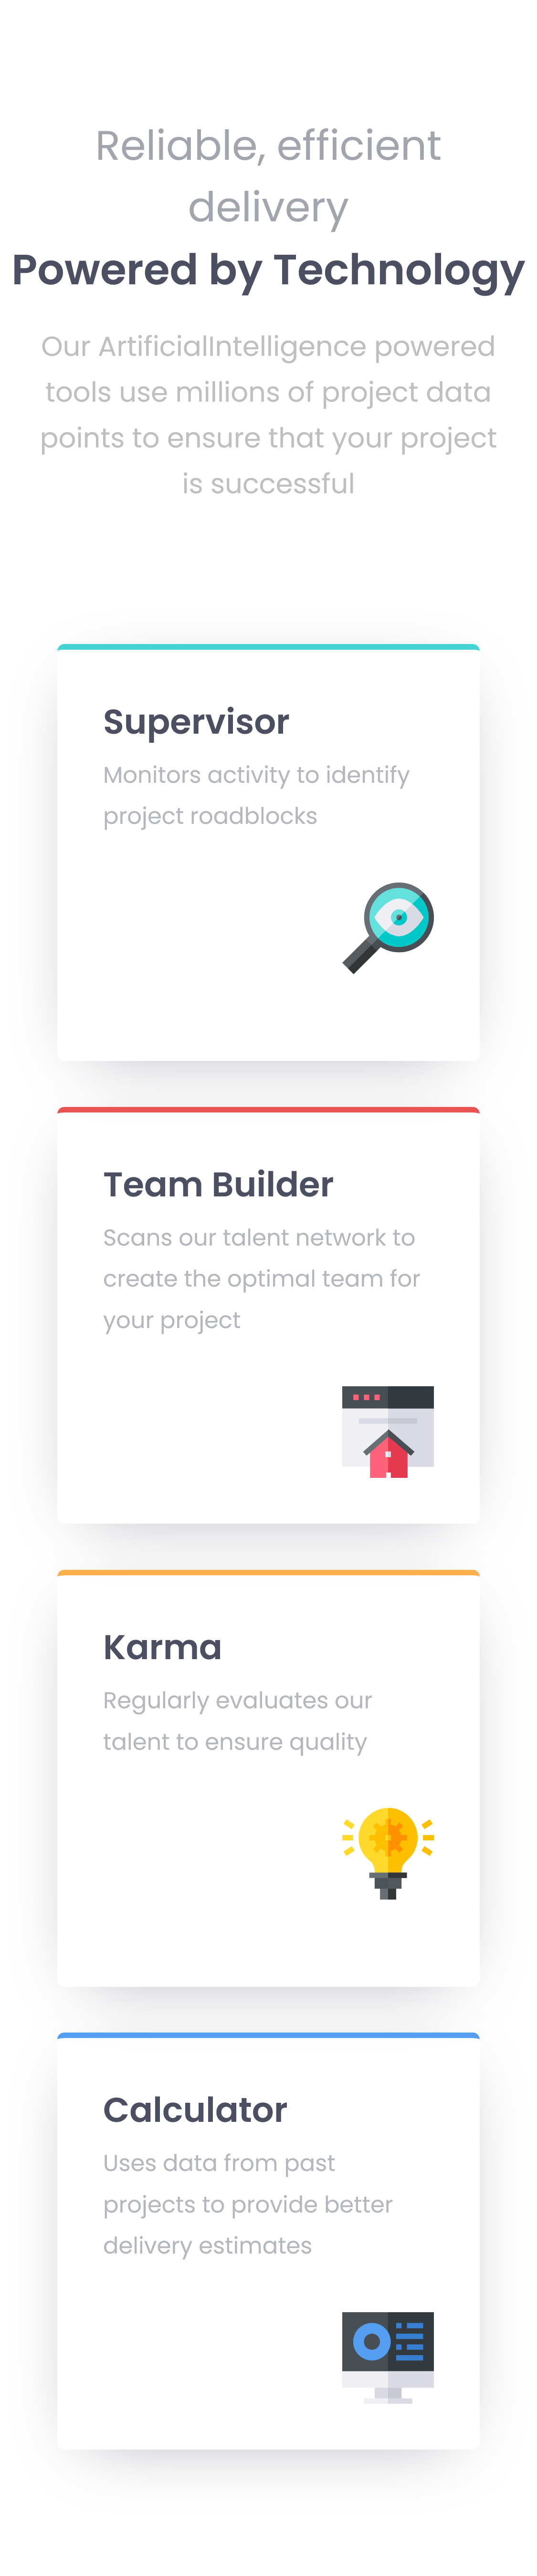 Reliable, efficient
delivery
Powered by Technology
Our ArtificialIntelligence powered
tools use millions of project data
points to ensure that your project
is successful
Supervisor
Monitors activity to identify
project roadblocks
Team Builder
Scans our talent network to
create the optimal team for
your project
Karma
Regularly evaluates our
talent to ensure quality
Calculator
Uses data from past
projects to provide better
delivery estimates